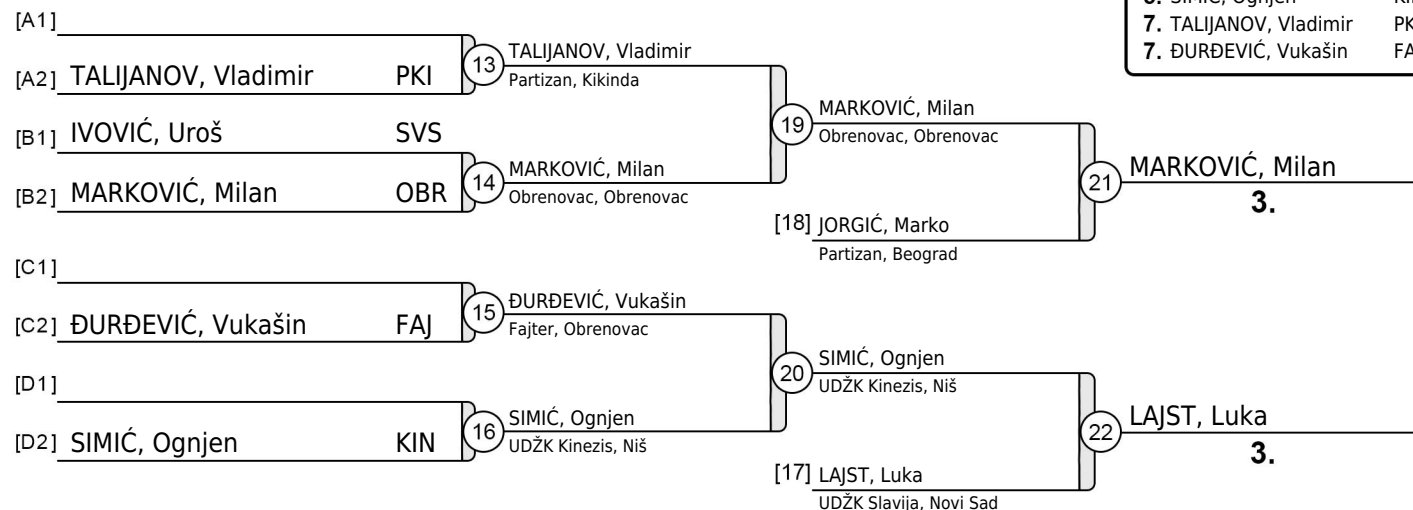 7. TALIJANOV, Vladimir
7. ĐURĐEVIĆ, Vukašin
[A1]
[A2] TALIJANOV, Vladimir PKI
13
TALIJANOV, Vladimir
Partizan, Kikinda
[B1] IVOVIĆ, Uroš SVS
[B2] MARKOVIĆ, Milan OBR
14
MARKOVIĆ, Milan
Obrenovac, Obrenovac
19
MARKOVIĆ, Milan
Obrenovac, Obrenovac
[18] JORGIĆ, Marko
Partizan, Beograd
21
MARKOVIĆ, Milan
3.
[C1]
[C2] ĐURĐEVIĆ, Vukašin FAJ
15
ĐURĐEVIĆ, Vukašin
Fajter, Obrenovac
[D1]
[D2] SIMIĆ, Ognjen KIN
16
SIMIĆ, Ognjen
UDŽK Kinezis, Niš
20
SIMIĆ, Ognjen
UDŽK Kinezis, Niš
[17] LAJST, Luka
UDŽK Slavija, Novi Sad
22
LAJST, Luka
3.